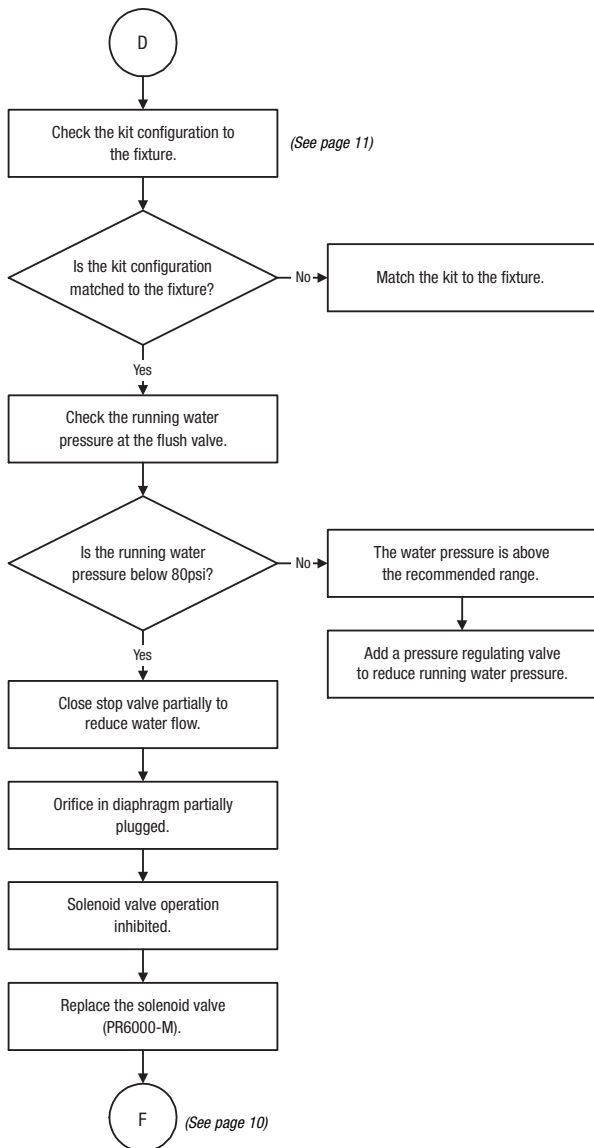 D
Check the kit configuration to
the fixture.
(See page 11)
Is the kit configuration
matched to the fixture?
No
Match the kit to the fixture.
Yes
Check the running water
pressure at the flush valve.
Is the running water
pressure below 80psi?
No
The water pressure is above
the recommended range.
Add a pressure regulating valve
to reduce running water pressure.
Yes
Close stop valve partially to
reduce water flow.
Orifice in diaphragm partially
plugged.
Solenoid valve operation
inhibited.
Replace the solenoid valve
(PR6000-M).
F
(See page 10)